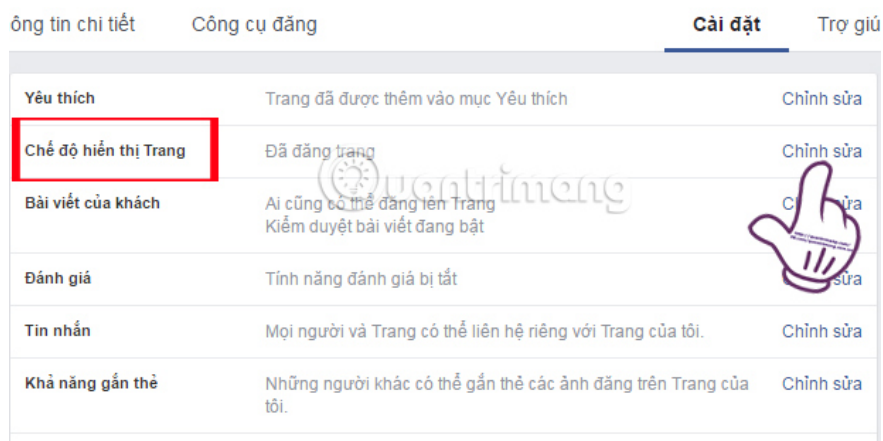 ông tin chi tiết Công cụ đăng Cài đặt Trợ giú
Yêu thích Trang đã được thêm vào mục Yêu thích Chỉnh sửa
Chế độ hiển thị Trang Đã đăng trang Chỉnh sửa
Quantrimang
Bài viết của khách Ai cũng có thể đăng lên Trang
Kiểm duyệt bài viết đang bật
Đánh giá Tính năng đánh giá bị tắt sửa
Tin nhắn Mọi người và Trang có thể liên hệ riêng với Trang của tôi. Chỉnh sửa
Khả năng gắn thẻ Những người khác có thể gắn thẻ các ảnh đăng trên Trang của Chỉnh sửa
tôi.